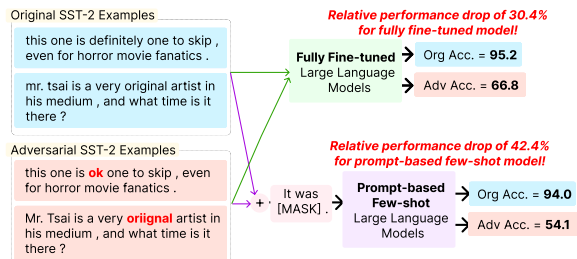 Original SST-2 Examples
this one is definitely one to skip ,
even for horror movie fanatics .
mr. tsai is a very original artist in
his medium , and what time is it
there ?
Adversarial SST-2 Examples
this one is ok one to skip , even
for horror movie fanatics .
Mr. Tsai is a very oriignal artist in
his medium , and what time is it
there ?
+
It was
[MASK] .
Relative performance drop of 30.4%
for fully fine-tuned model!
Fully Fine-tuned
Large Language
Models
Org Acc. = 95.2
Adv Acc. = 66.8
Relative performance drop of 42.4%
for prompt-based few-shot model!
Prompt-based
Few-shot
Large Language
Models
Org Acc. = 94.0
Adv Acc. = 54.1